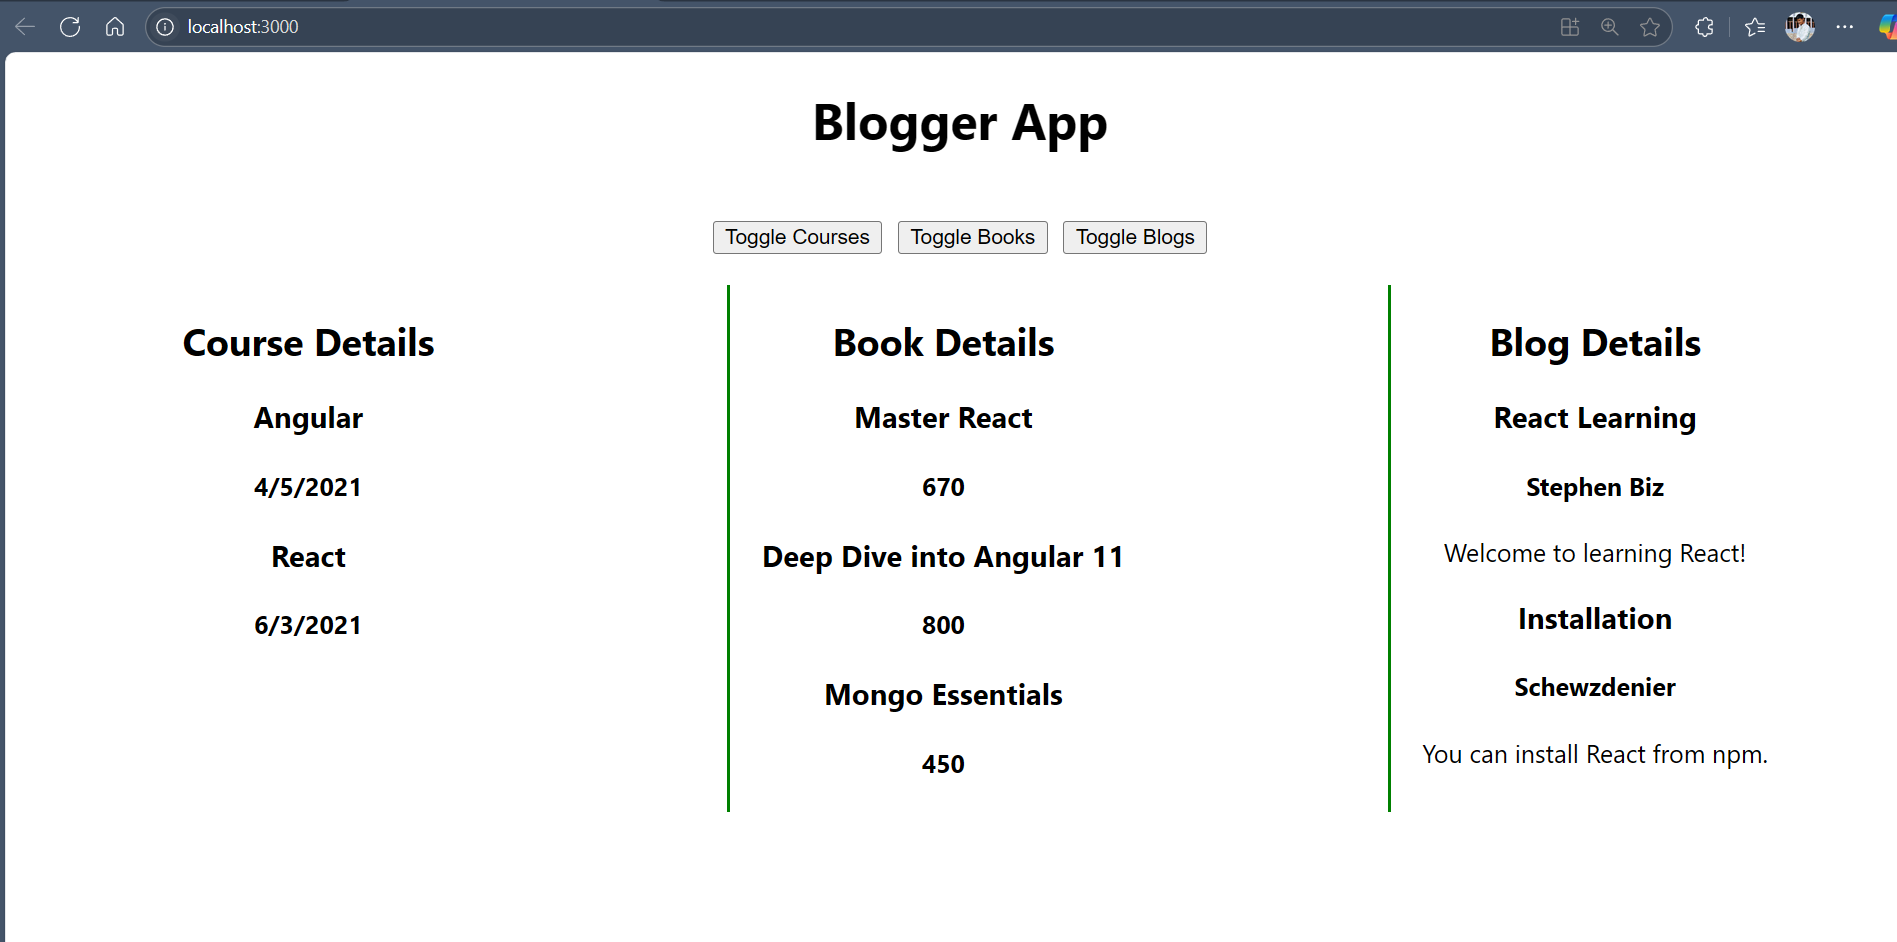 localhost:3000
Blogger App
Toggle Courses Toggle Books Toggle Blogs
Course Details
Angular
4/5/2021
React
6/3/2021
Book Details
Master React
670
Deep Dive into Angular 11
800
Mongo Essentials
450
Blog Details
React Learning
Stephen Biz
Welcome to learning React!
Installation
Schewzdenier
You can install React from npm.